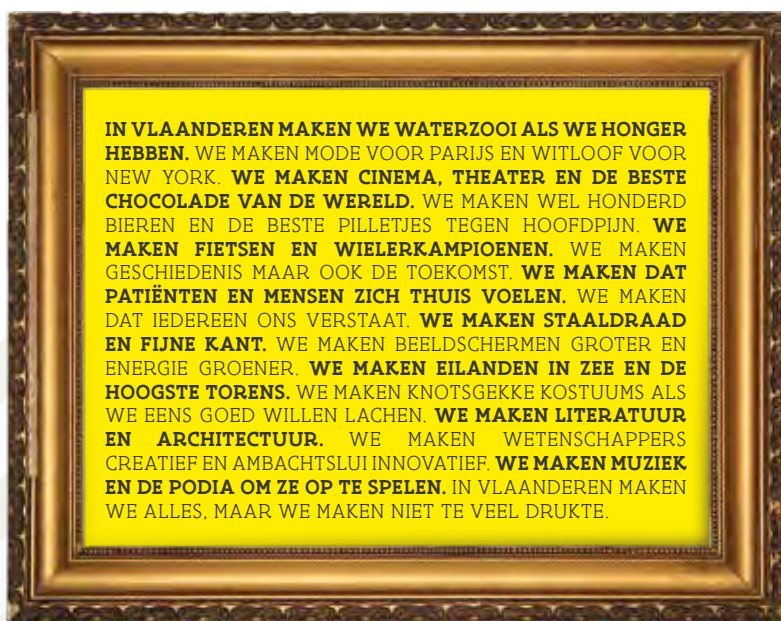 IN VLAANDEREN MAKEN WE WATERZOOI ALS WE HONGER
HEBBEN. WE MAKEN MODE VOOR PARIJS EN WITLOOF VOOR
NEW YORK. WE MAKEN CINEMA, THEATER EN DE BESTE
CHOCOLADE VAN DE WERELD. WE MAKEN WEL HONDERD
BIEREN EN DE BESTE PILLETJES TEGEN HOOFDPIJN. WE
MAKEN FIETSEN EN WIELERKAMPIOENEN. WE MAKEN
GESCHIEDENIS MAAR OOK DE TOEKOMST. WE MAKEN DAT
PATIËNTEN EN MENSEN ZICH THUIS VOELEN. WE MAKEN
DAT IEDEREEN ONS VERSTAAT. WE MAKEN STAALDRAAD
EN FIJNE KANT. WE MAKEN BEELDSCHERMEN GROTER EN
ENERGIE GROENER. WE MAKEN EILANDEN IN ZEE EN DE
HOOGSTE TORENS. WE MAKEN KNOTSGEKKE KOSTUUMS ALS
WE EENS GOED WILLEN LACHEN. WE MAKEN LITERATUUR
EN ARCHITECTUUR. WE MAKEN WETENSCHAPPERS
CREATIEF EN AMBACHTSLUI INNOVATIEF. WE MAKEN MUZIEK
EN DE PODIA OM ZE OP TE SPELEN. IN VLAANDEREN MAKEN
WE ALLES, MAAR WE MAKEN NIET TE VEEL DRUKTE.